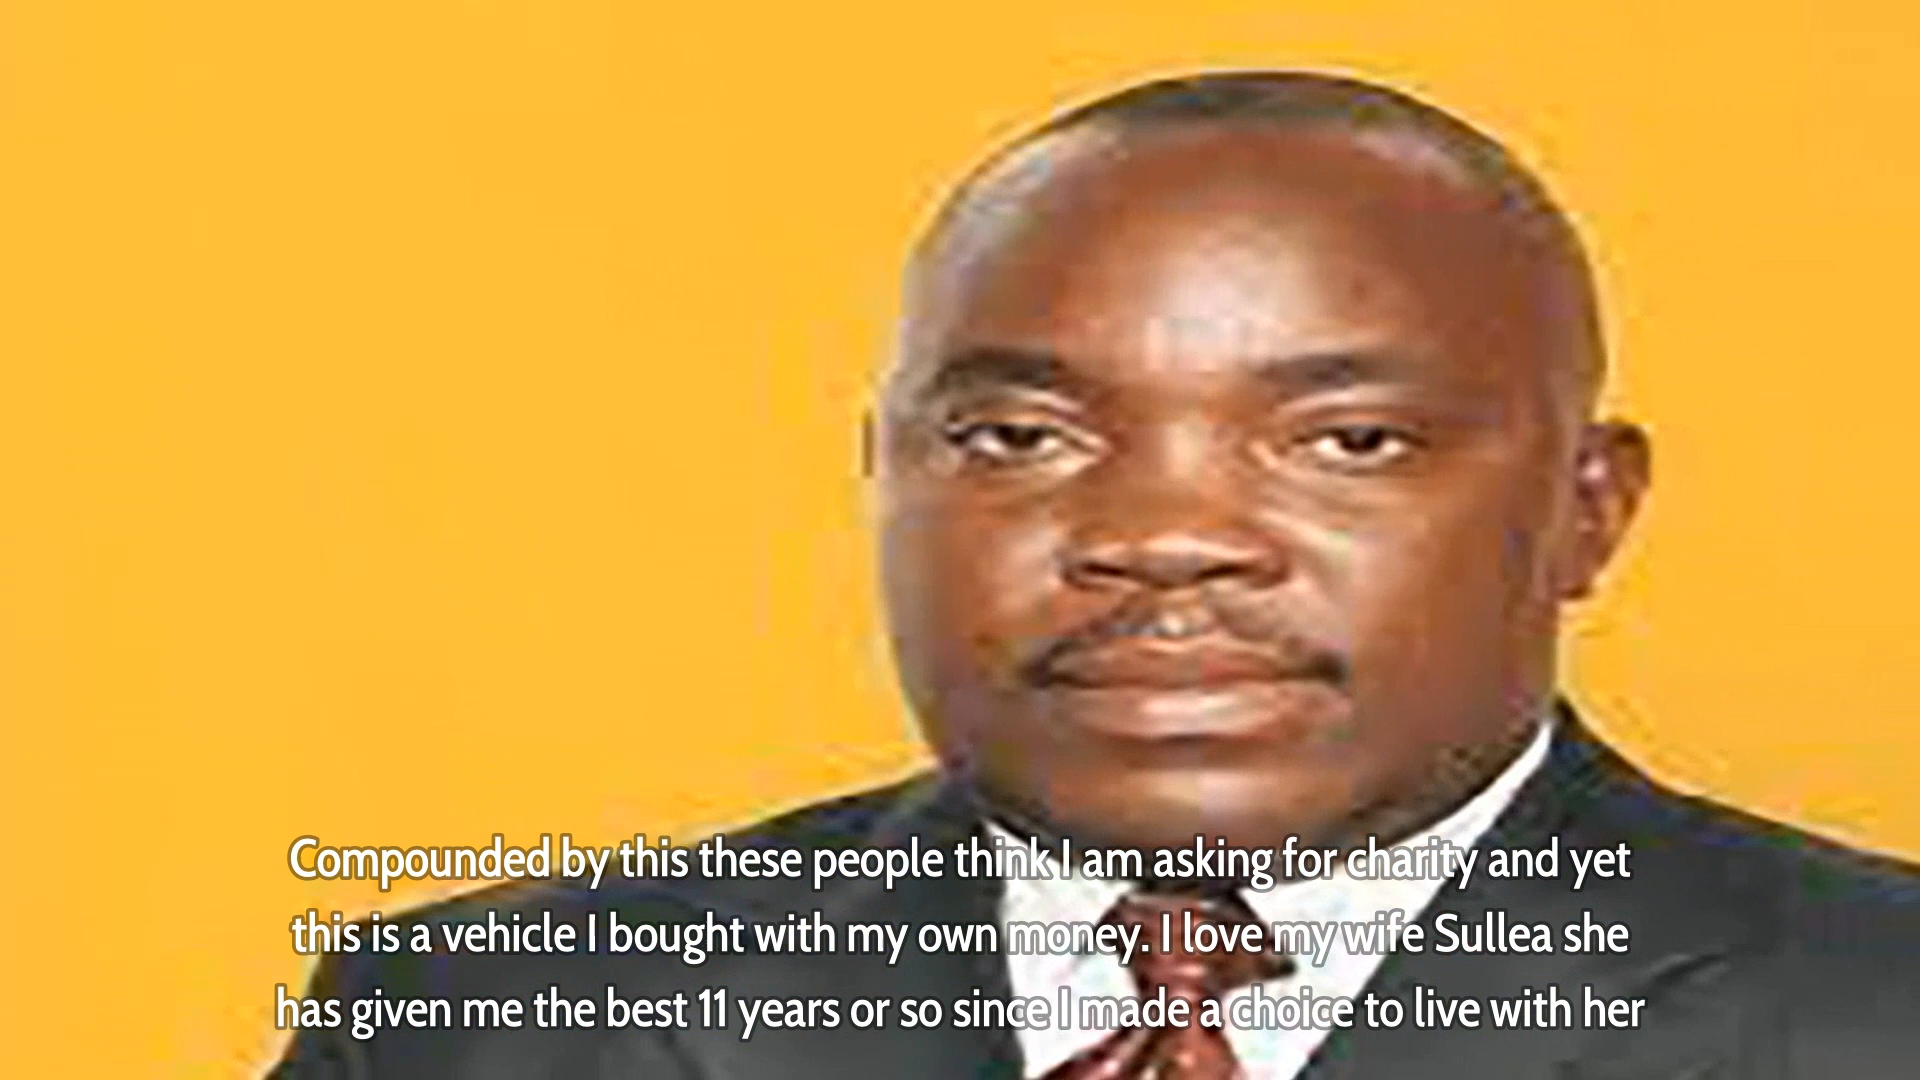 Compounded by this these people think I am asking for charity and yet
this is a vehicle I bought with my own money. I love my wife Sullea she
has given me the best 11 years or so since I made a choice to live with her